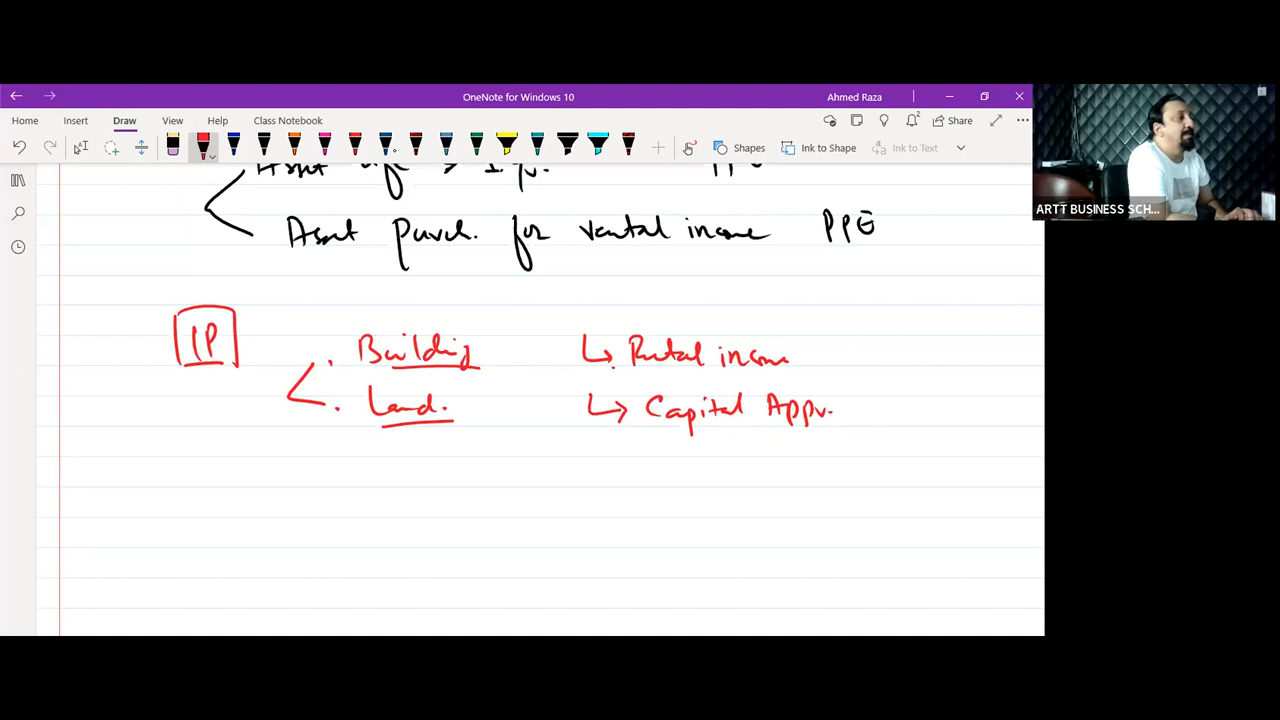 OneNote for Windows 10
Ahmed Raza
Home Insert Draw View Help Class Notebook
Share
Shapes Ink to Shape Ink to Text
ARTT BUSINESS SCH...
Asset
Asset Purch. for rental income PPE
IP
. Building ↳ Rental income
. Land. ↳ Capital Appr.